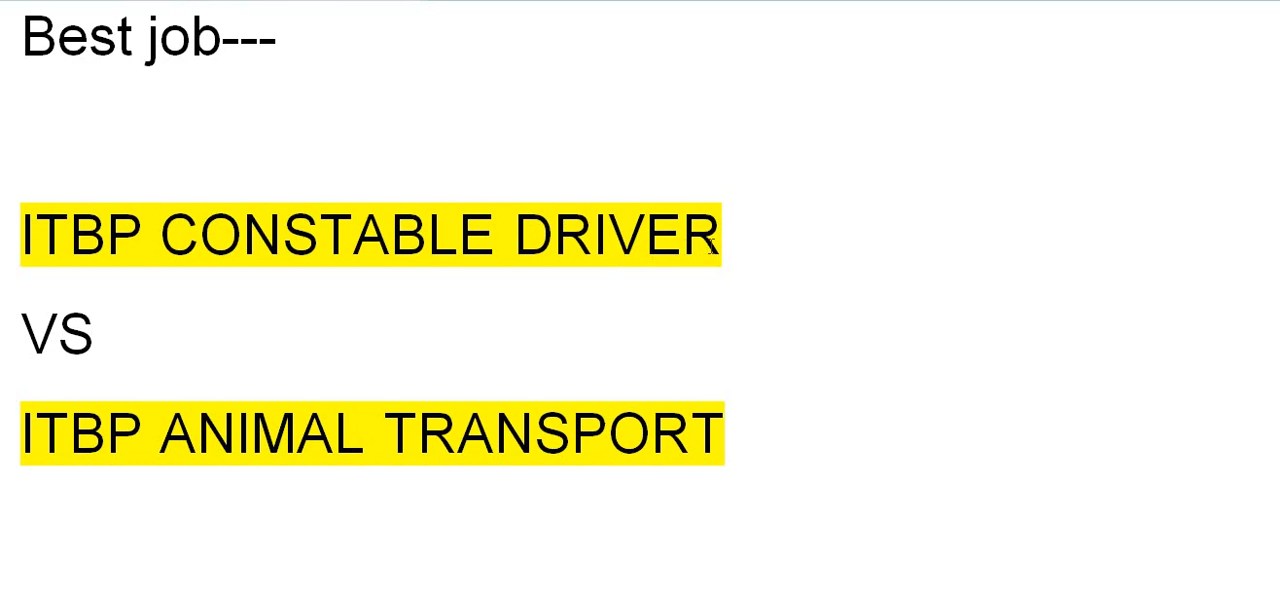 Best job---
ITBP CONSTABLE DRIVER
VS
ITBP ANIMAL TRANSPORT